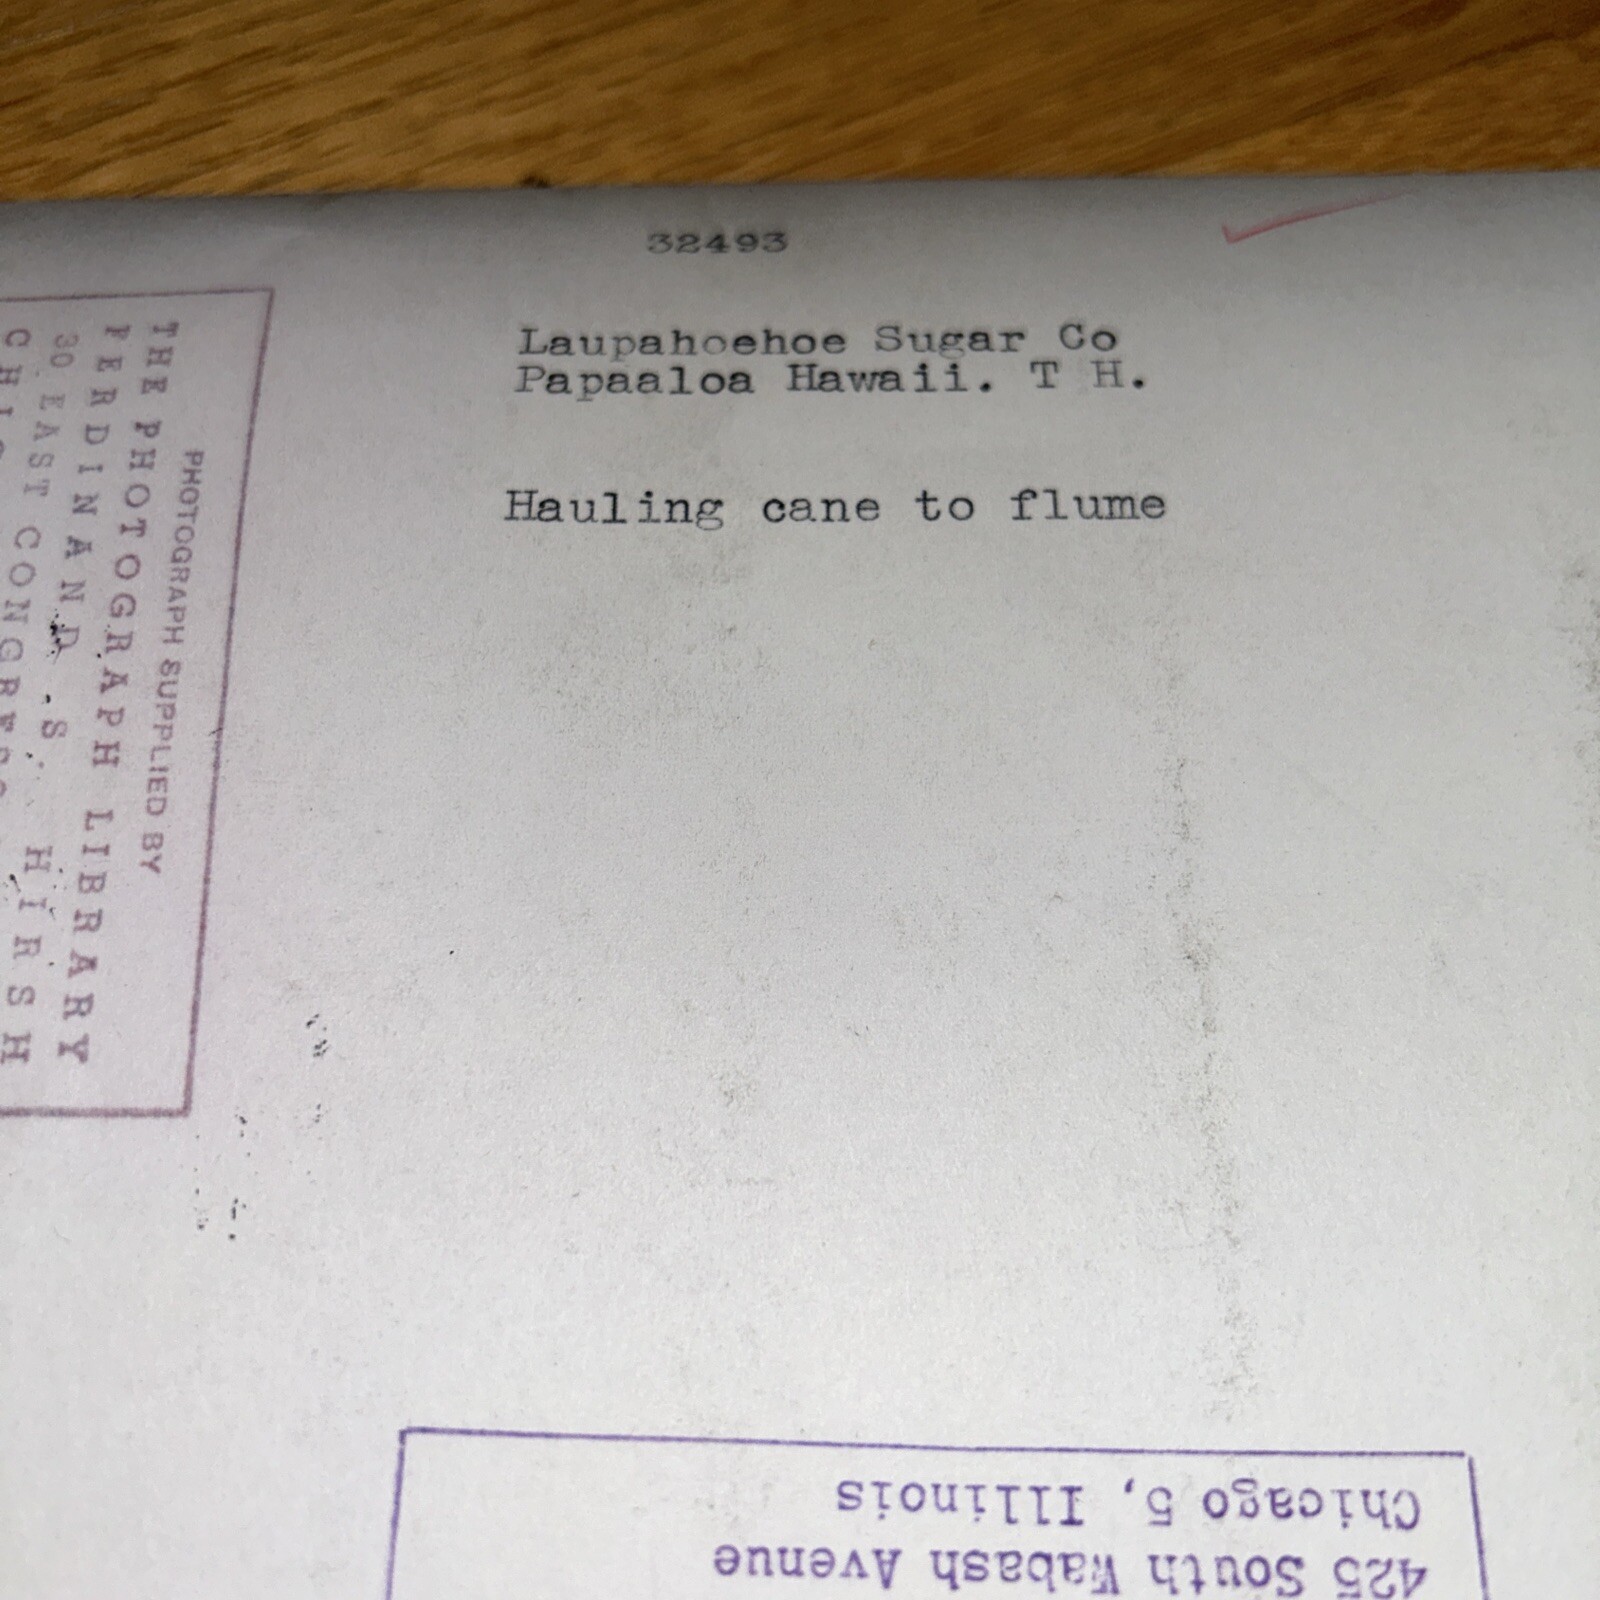 32493
Laupahoehoe Sugar Co
Papaaloa Hawaii. T H.
Hauling cane to flume
PHOTOGRAPH SUPPLIED BY
THE PHOTOGRAPH LIBRARY
FERDINAND S. HIRSH
30 EAST CONGRESS
425 South Wabash Avenue
Chicago 5, Illinois